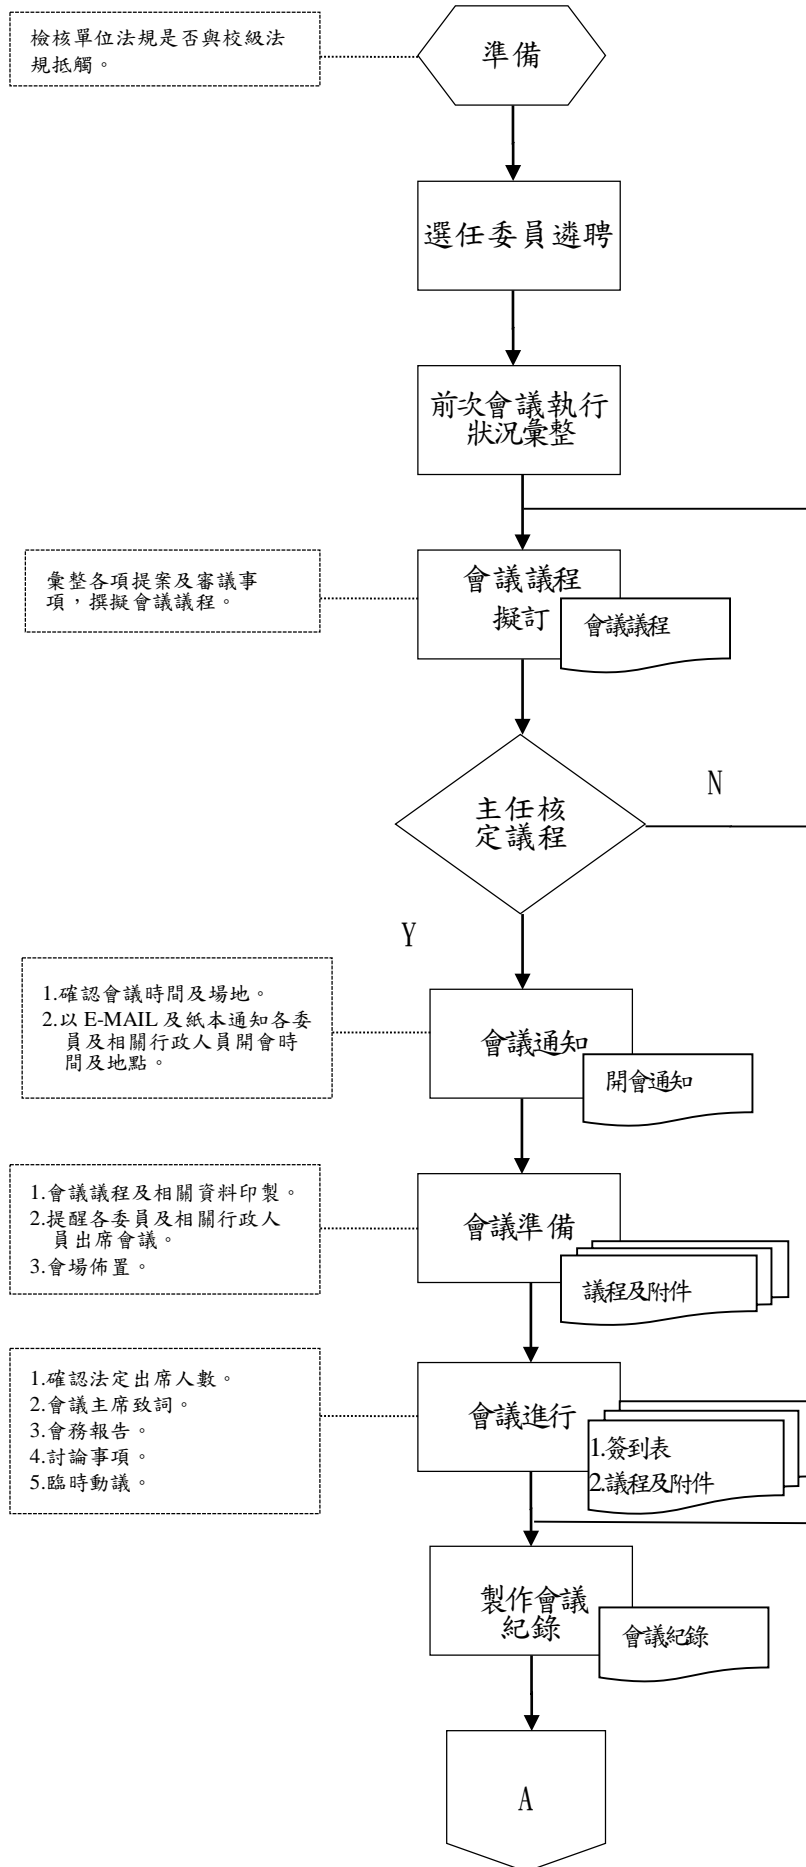 檢核單位法規是否與校級法
規抵觸。
準備
選任委員遴聘
前次會議執行
狀況彙整
彙整各項提案及審議事
項，撰擬會議議程。
會議議程
擬訂
會議議程
主任核
定議程
N
Y
1.確認會議時間及場地。
2.以 E-MAIL 及紙本通知各委
員及相關行政人員開會時
間及地點。
會議通知
開會通知
1.會議議程及相關資料印製。
2.提醒各委員及相關行政人
員出席會議。
3.會場佈置。
會議準備
議程及附件
1.確認法定出席人數。
2.會議主席致詞。
3.會務報告。
4.討論事項。
5.臨時動議。
會議進行
1.簽到表
2.議程及附件
製作會議
紀錄
會議紀錄
A